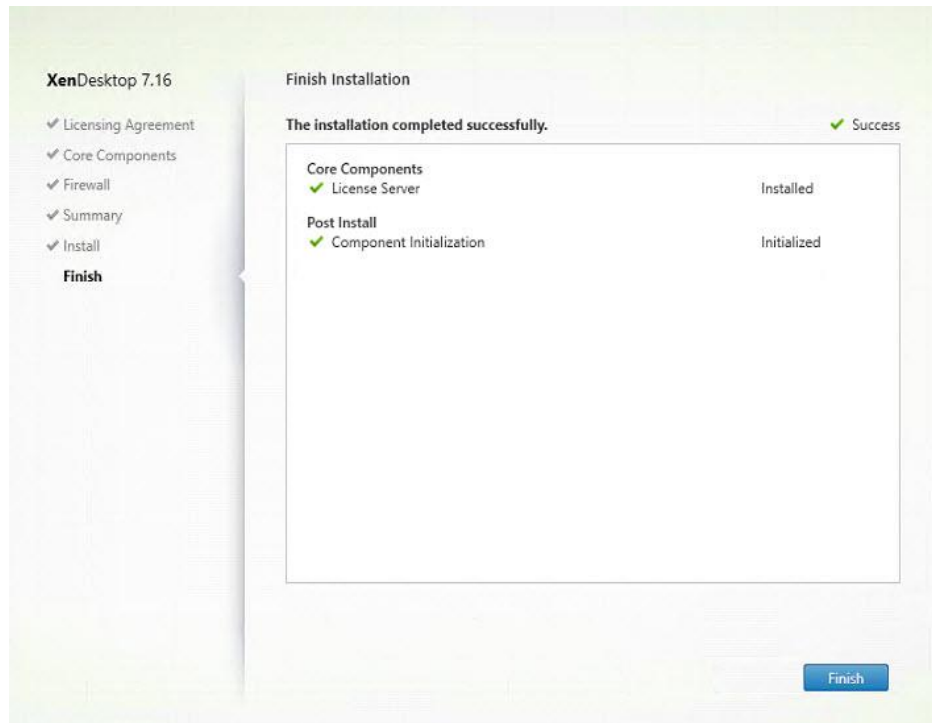 XenDesktop 7.16
Licensing Agreement
Core Components
Firewall
Summary
Install
Finish
Finish Installation
The installation completed successfully.
Success
Core Components
License Server Installed
Post Install
Component Initialization Initialized
Finish